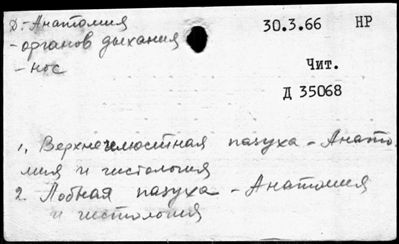 Д.-Анатомия
-органов дыхания
-нос
30.3.66 НР
Чит.
Д 35068
1, Верхнечелюстная пазуха - Анато-
мия и гистология
2. Лобная пазуха - Анатомия
и гистология